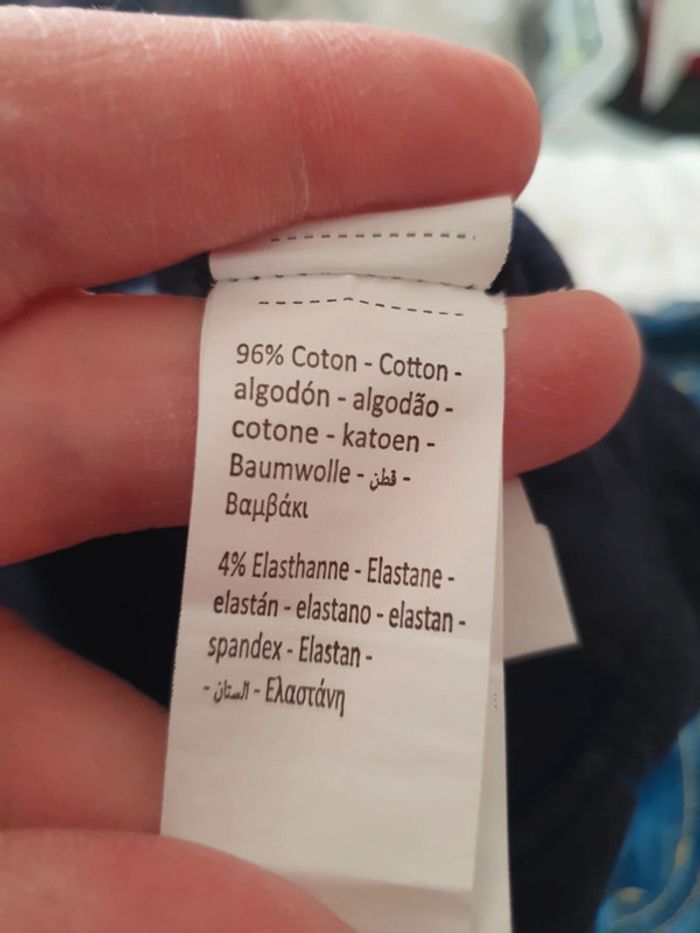 96% Coton - Cotton -
algodón - algodão -
cotone - katoen -
Baumwolle - قطن -
Βαμβάκι
4% Elasthanne - Elastane -
elastán - elastano - elastan -
spandex - Elastan -
- الستان - Ελαστάνη